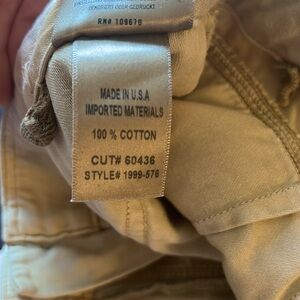 RN# 109676
MADE IN U.S.A
IMPORTED MATERIALS
100 % COTTON
CUT# 60436
STYLE# 1999-576